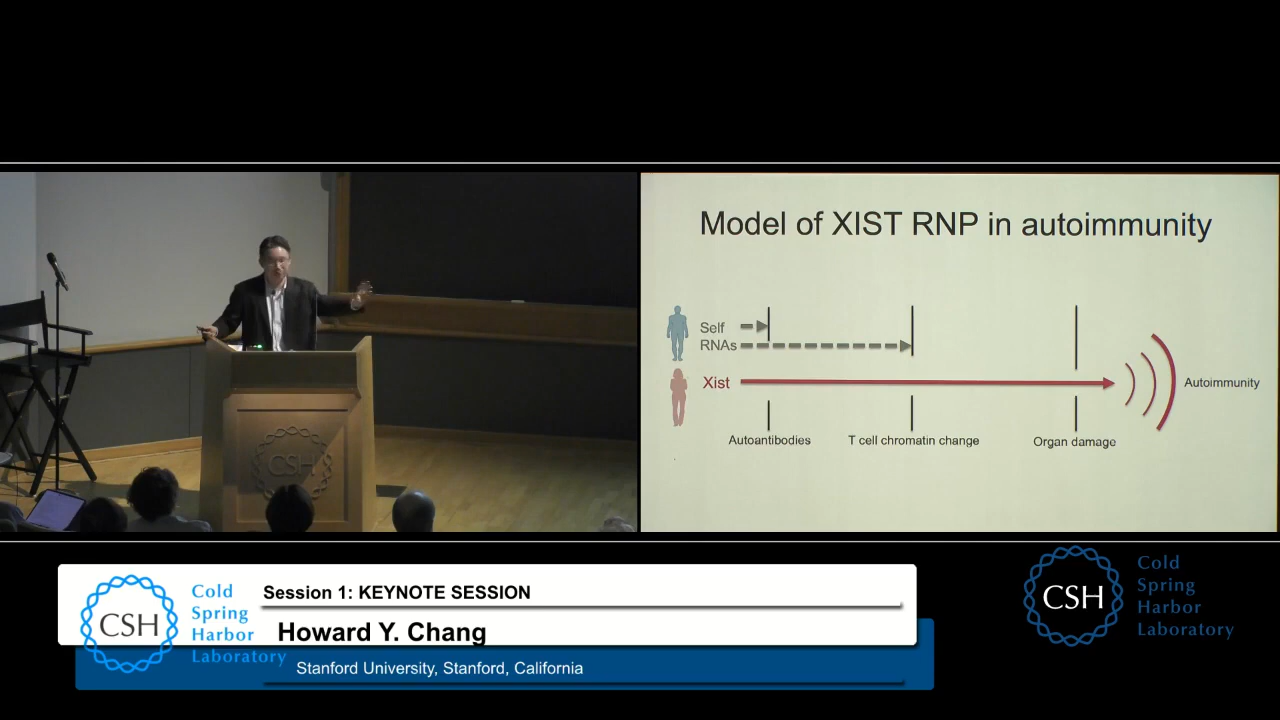 Model of XIST RNP in autoimmunity
Self
RNAs
Xist
Autoimmunity
Autoantibodies
T cell chromatin change
Organ damage
CSH
CSH
Cold
Spring
Harbor
Laboratory
Session 1: KEYNOTE SESSION
Howard Y. Chang
Stanford University, Stanford, California
CSH
Cold
Spring
Harbor
Laboratory